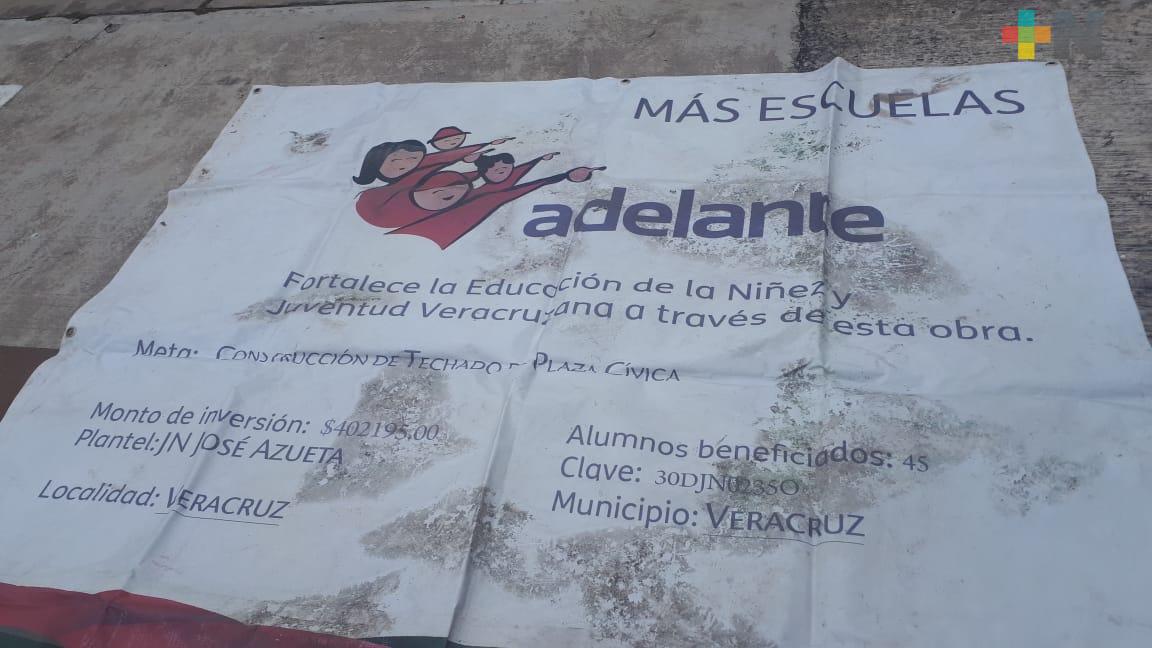 MÁS ESCUELAS
adelante
Fortalece la Educación de la Niñez y
Juventud Veracruzana a través de esta obra.
Meta: CONSTRUCCIÓN DE TECHADO PLAZA CÍVICA
Monto de inversión: $402195.00
Plantel: JN JOSÉ AZUETA
Localidad: VERACRUZ
Alumnos beneficiados: 45
Clave: 30DJN0235O
Municipio: VERACRUZ